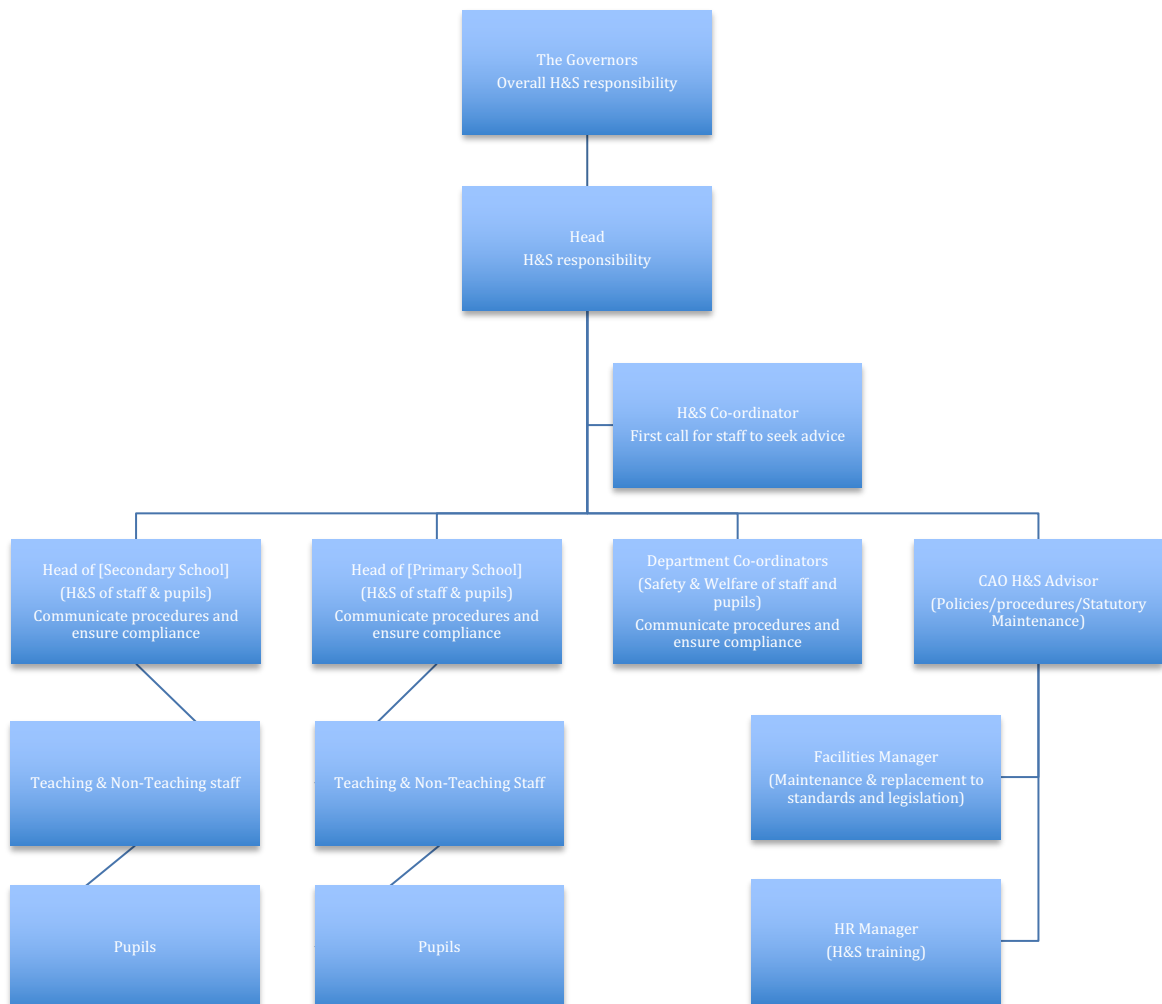 The Governors
Overall H&S responsibility
Head
H&S responsibility
H&S Co-ordinator
First call for staff to seek advice
Head of [Secondary School]
(H&S of staff & pupils)
Communicate procedures and
ensure compliance
Head of [Primary School]
(H&S of staff & pupils)
Communicate procedures and
ensure compliance
Department Co-ordinators
(Safety & Welfare of staff and
pupils)
Communicate procedures and
ensure compliance
CAO H&S Advisor
(Policies/procedures/Statutory
Maintenance)
Teaching & Non-Teaching staff
Teaching & Non-Teaching Staff
Facilities Manager
(Maintenance & replacement to
standards and legislation)
Pupils
Pupils
HR Manager
(H&S training)